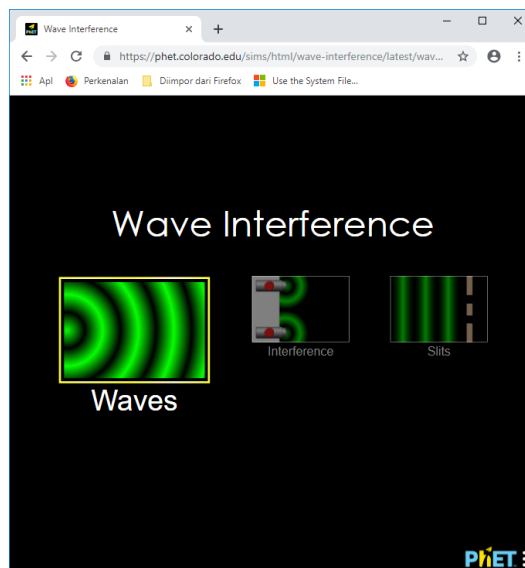 Wave Interference
https://phet.colorado.edu/sims/html/wave-interference/latest/wav...
Apl Perkenalan Diimpor dari Firefox Use the System File...
Wave Interference
Interference Slits
Waves
PhET